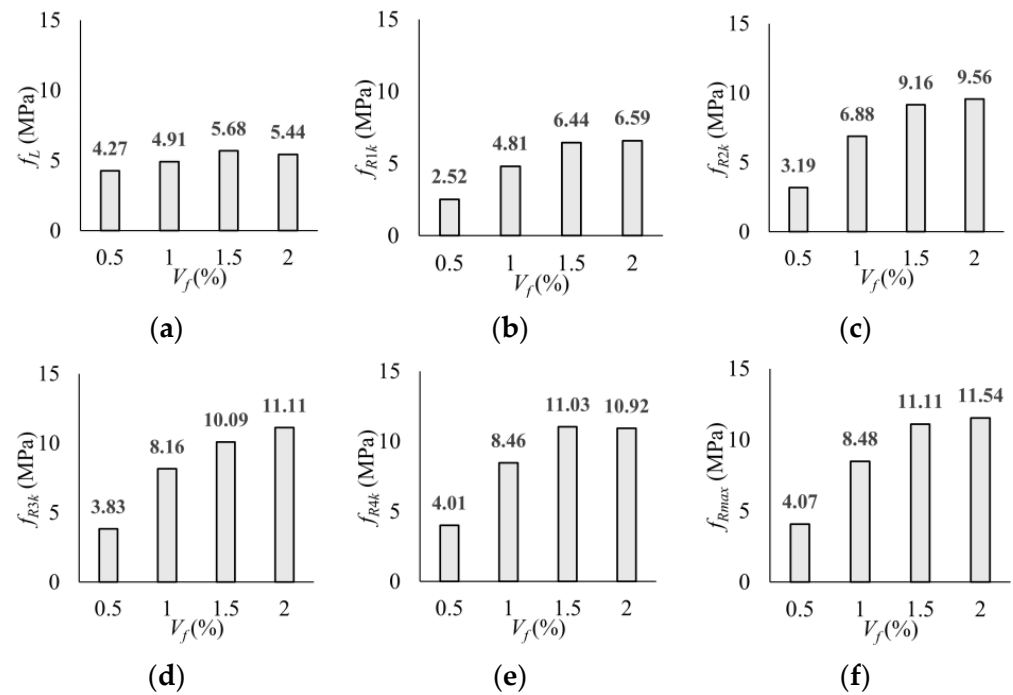 15
10
5
0
f_L (MPa)
4.27 4.91 5.68 5.44
0.5 1 1.5 2
V_f (%)
(a)
15
10
5
0
f_R1k (MPa)
2.52 4.81 6.44 6.59
0.5 1 1.5 2
V_f (%)
(b)
15
10
5
0
f_R2k (MPa)
3.19 6.88 9.16 9.56
0.5 1 1.5 2
V_f (%)
(c)
15
10
5
0
f_R3k (MPa)
3.83 8.16 10.09 11.11
0.5 1 1.5 2
V_f (%)
(d)
15
10
5
0
f_R4k (MPa)
4.01 8.46 11.03 10.92
0.5 1 1.5 2
V_f (%)
(e)
15
10
5
0
f_Rmax (MPa)
4.07 8.48 11.11 11.54
0.5 1 1.5 2
V_f (%)
(f)